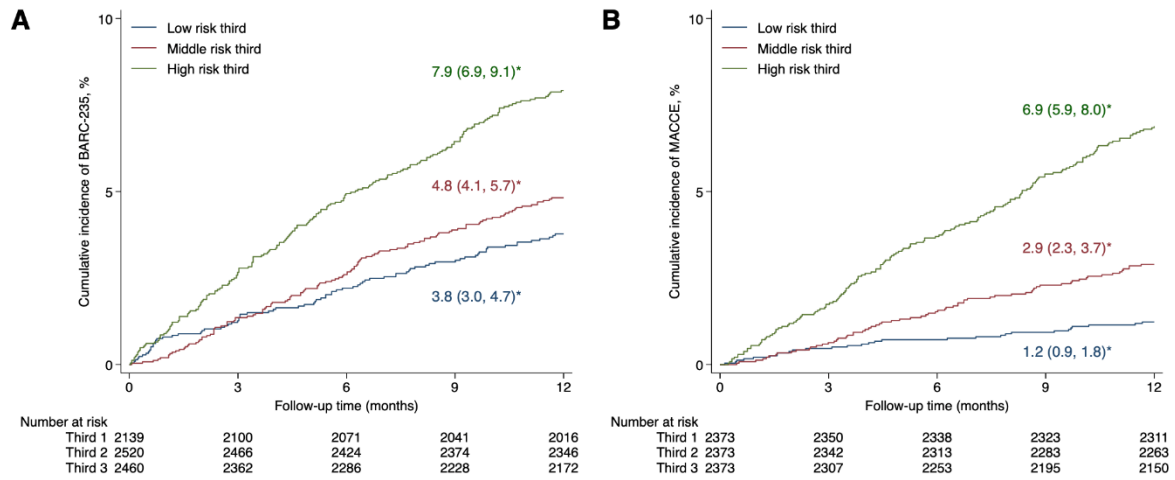 A
10
5
0
Cumulative incidence of BARC-235, %
Low risk third
Middle risk third
High risk third
7.9 (6.9, 9.1)*
4.8 (4.1, 5.7)*
3.8 (3.0, 4.7)*
0 3 6 9 12
Follow-up time (months)
Number at risk
Third 1 2139 2100 2071 2041 2016
Third 2 2520 2466 2424 2374 2346
Third 3 2460 2362 2286 2228 2172
B
10
5
0
Cumulative incidence of MACCE, %
Low risk third
Middle risk third
High risk third
6.9 (5.9, 8.0)*
2.9 (2.3, 3.7)*
1.2 (0.9, 1.8)*
0 3 6 9 12
Follow-up time (months)
Number at risk
Third 1 2373 2350 2338 2323 2311
Third 2 2373 2342 2313 2283 2263
Third 3 2373 2307 2253 2195 2150